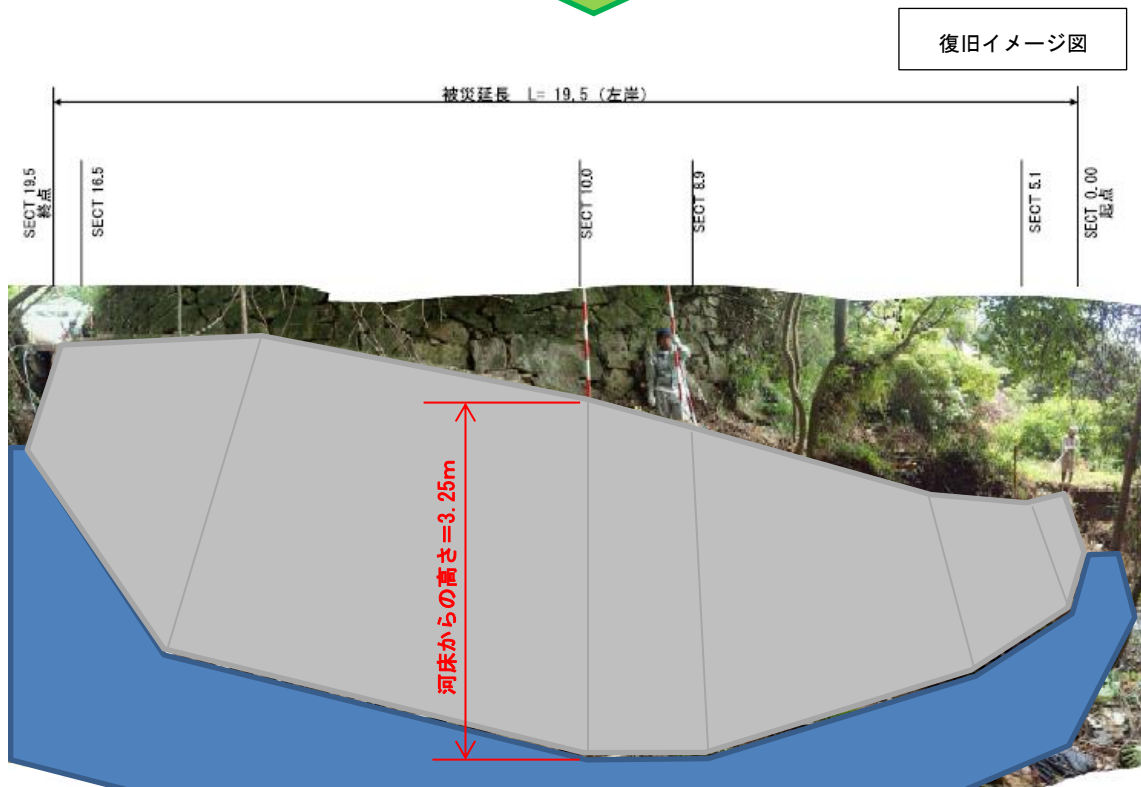 復旧イメージ図
被災延長 L= 19.5 (左岸)
SECT 19.5
終点
SECT 16.5
SECT 10.0
SECT 8.9
SECT 5.1
SECT 0.00
起点
河床からの高さ=3.25m